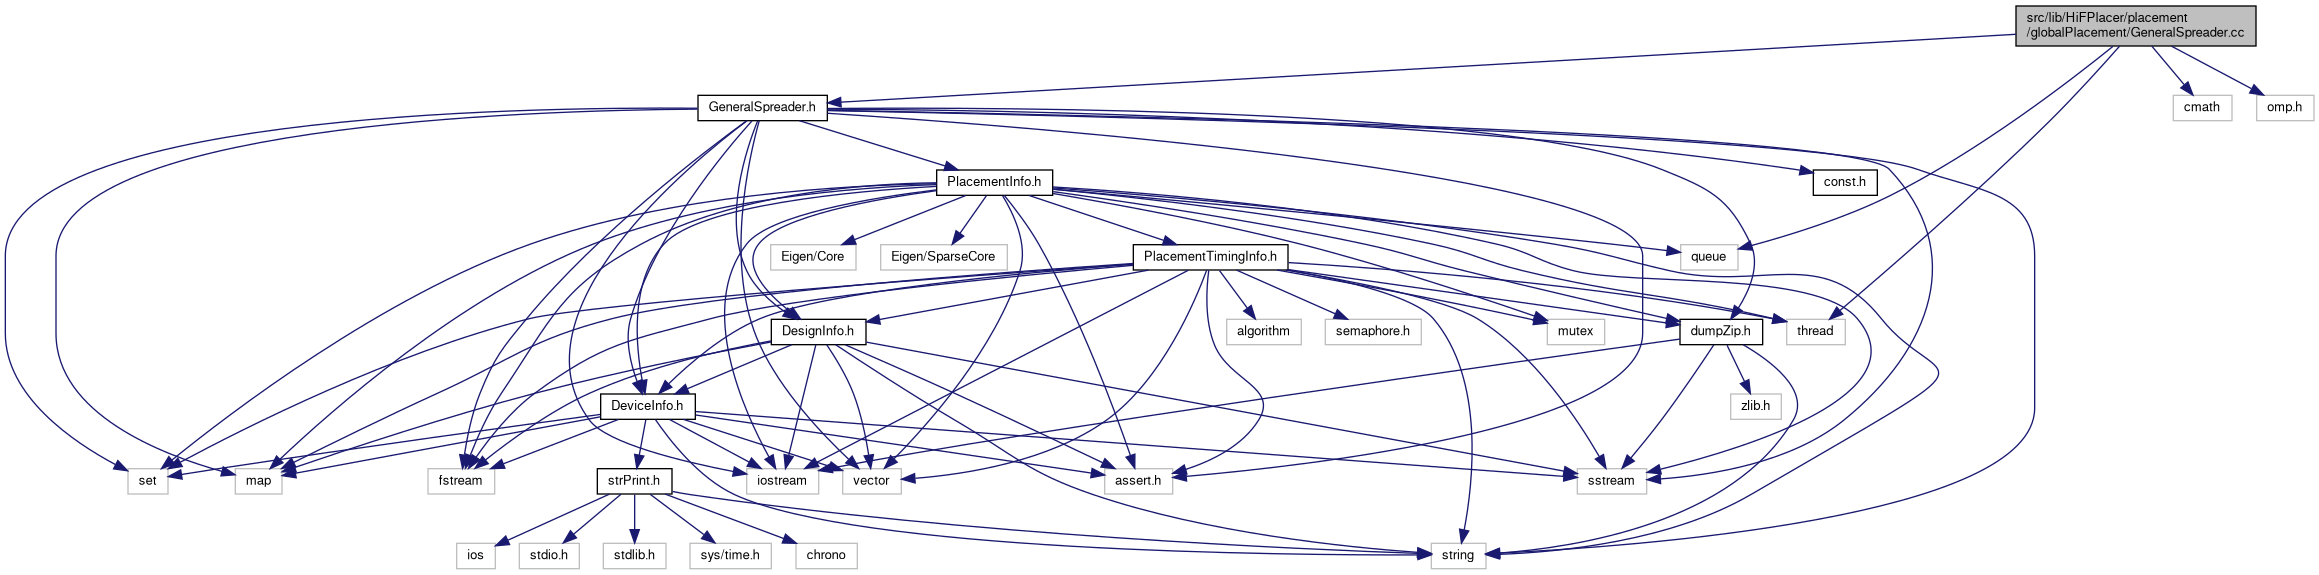 src/lib/HiFPlacer/placement
/globalPlacement/GeneralSpreader.cc
GeneralSpreader.h
cmath
omp.h
PlacementInfo.h
const.h
Eigen/Core
Eigen/SparseCore
PlacementTimingInfo.h
queue
DesignInfo.h
algorithm
semaphore.h
mutex
dumpZip.h
thread
DeviceInfo.h
zlib.h
set
map
fstream
strPrint.h
iostream
vector
assert.h
sstream
ios
stdio.h
stdlib.h
sys/time.h
chrono
string